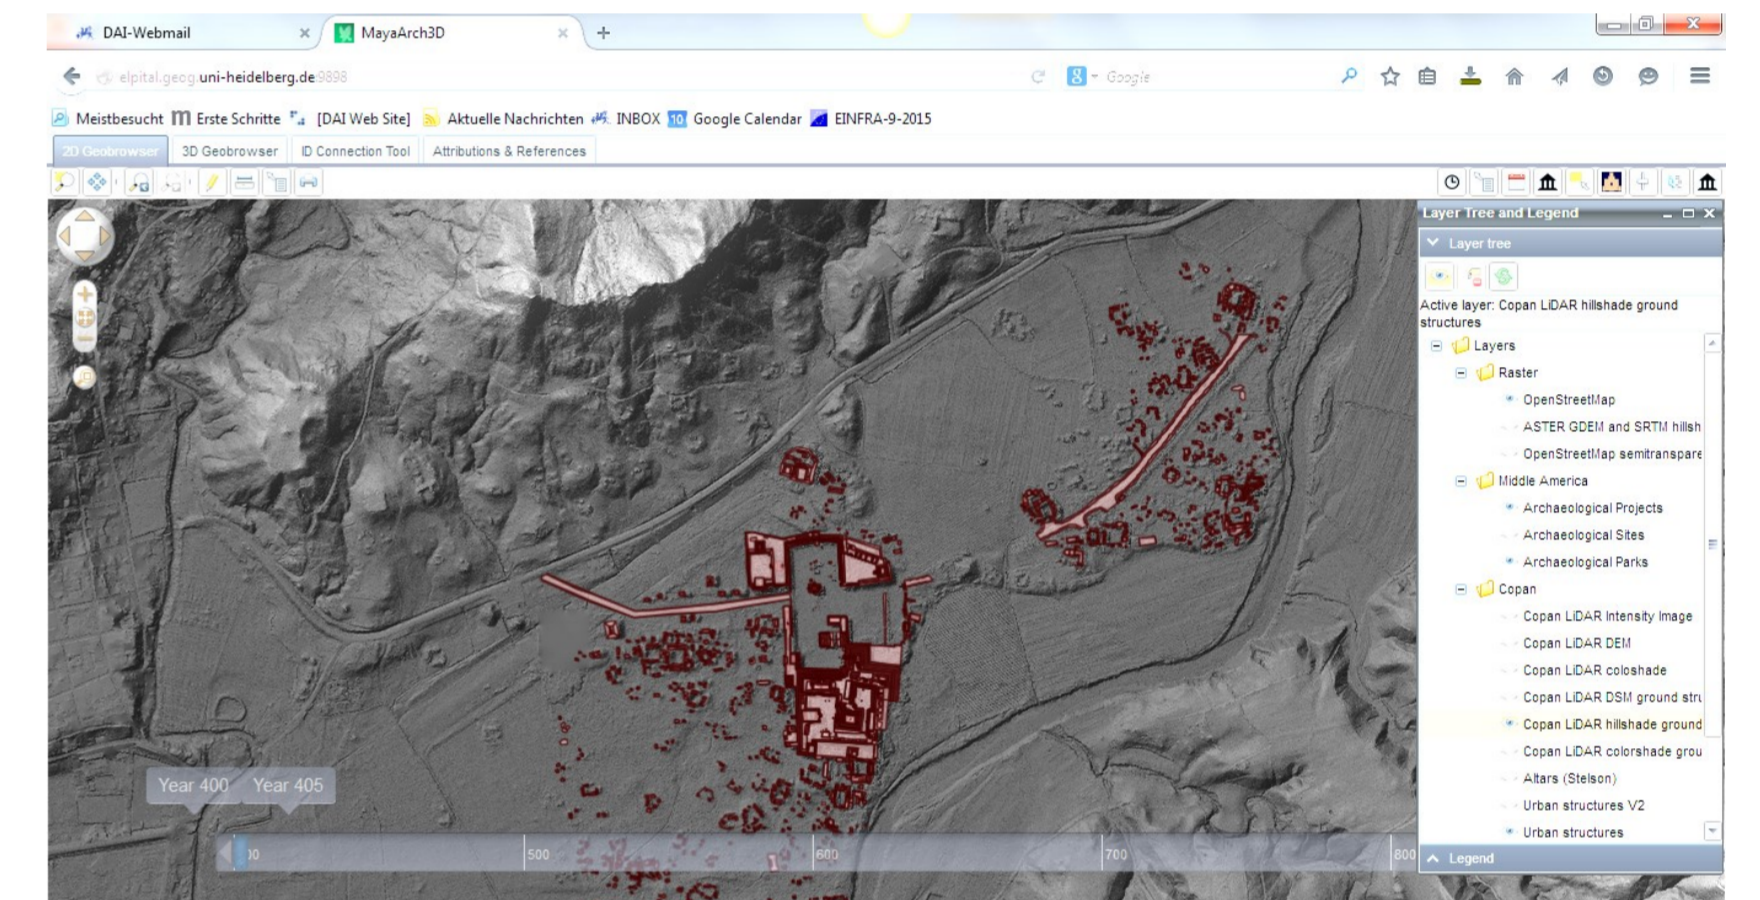 DAI-Webmail × MayaArch3D × +
elpital.geog.uni-heidelberg.de:9898 8 Google
Meistbesucht Erste Schritte [DAI Web Site] Aktuelle Nachrichten INBOX 10 Google Calendar EINFRA-9-2015
2D Geobrowser 3D Geobrowser ID Connection Tool Attributions & References
Layer Tree and Legend
Layer tree
Active layer: Copan LiDAR hillshade ground
structures
Layers
Raster
OpenStreetMap
ASTER GDEM and SRTM hillsh
OpenStreetMap semitranspare
Middle America
Archaeological Projects
Archaeological Sites
Archaeological Parks
Copan
Copan LiDAR Intensity Image
Copan LiDAR DEM
Copan LiDAR coloshade
Copan LiDAR DSM ground stru
Copan LiDAR hillshade ground
Copan LiDAR colorshade grou
Altars (Stelson)
Urban structures V2
Urban structures
Legend
Year 400 Year 405
500 600 700 800